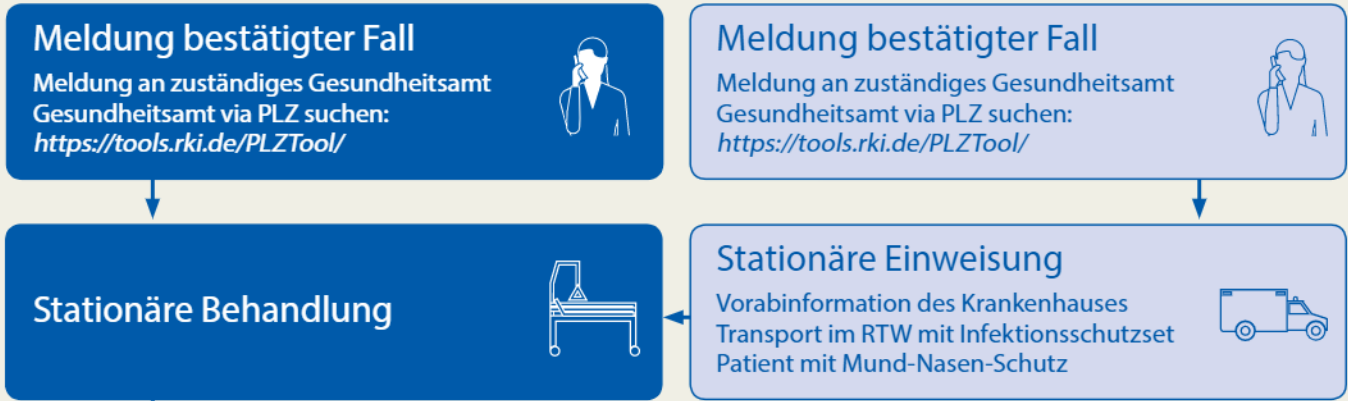 Meldung bestätigter Fall
Meldung an zuständiges Gesundheitsamt
Gesundheitsamt via PLZ suchen:
https://tools.rki.de/PLZTool/
Meldung bestätigter Fall
Meldung an zuständiges Gesundheitsamt
Gesundheitsamt via PLZ suchen:
https://tools.rki.de/PLZTool/
Stationäre Behandlung
Stationäre Einweisung
Vorabinformation des Krankenhauses
Transport im RTW mit Infektionsschutzset
Patient mit Mund-Nasen-Schutz